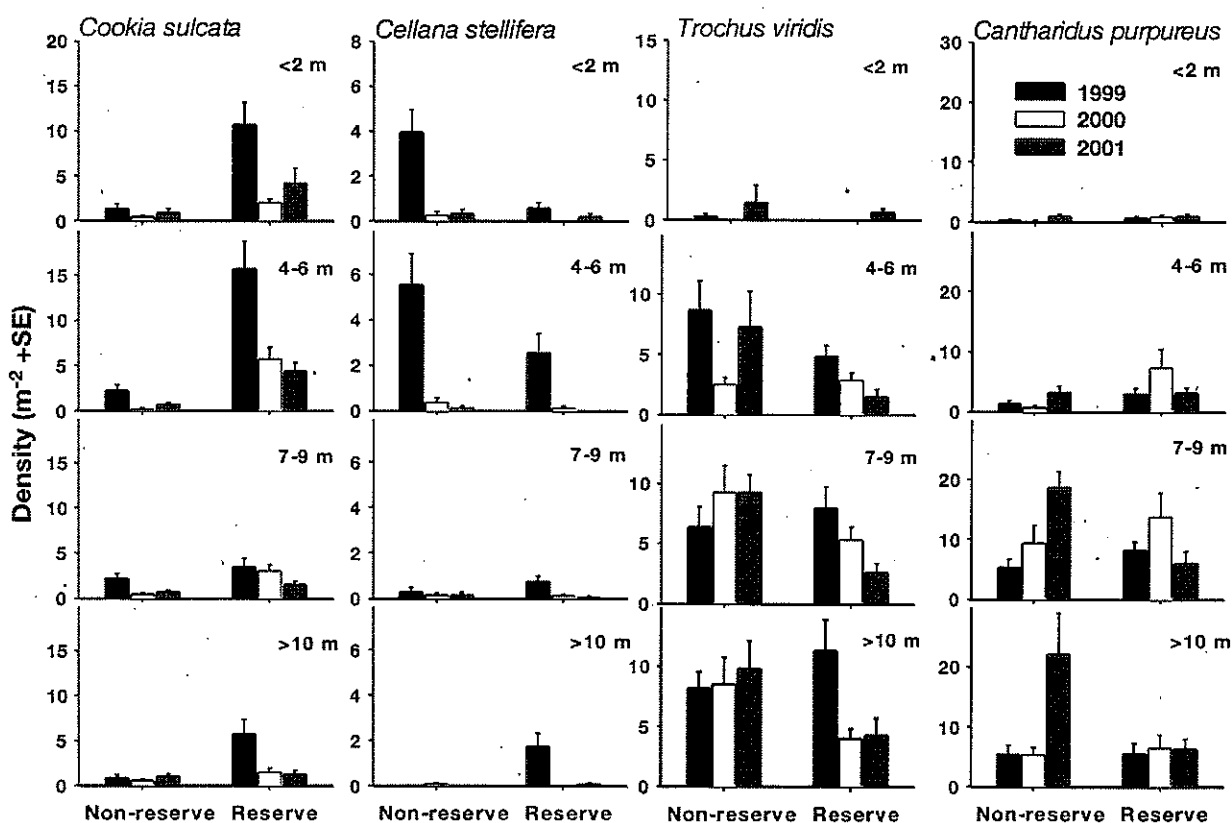 Cookia sulcata
Cellana stellifera
Trochus viridis
Cantharidus purpureus
20
15
10
5
0
<2 m
8
6
4
2
0
<2 m
15
10
5
0
<2 m
30
20
10
0
<2 m
1999
2000
2001
15
10
5
0
4-6 m
6
4
2
0
4-6 m
10
5
0
4-6 m
20
10
0
4-6 m
15
10
5
0
7-9 m
6
4
2
0
7-9 m
10
5
0
7-9 m
20
10
0
7-9 m
15
10
5
0
>10 m
6
4
2
0
>10 m
10
5
0
>10 m
20
10
0
>10 m
Density (m⁻² +SE)
Non-reserve Reserve
Non-reserve Reserve
Non-reserve Reserve
Non-reserve Reserve